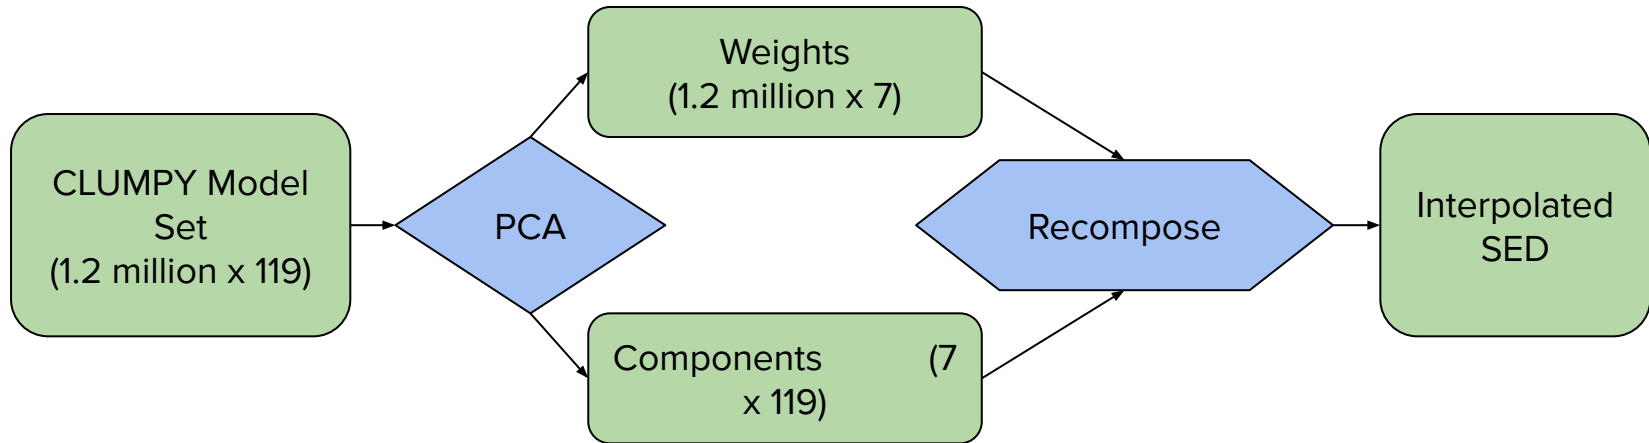 Weights
(1.2 million x 7)
CLUMPY Model
Set
(1.2 million x 119)
PCA
Recompose
Interpolated
SED
Components (7
x 119)